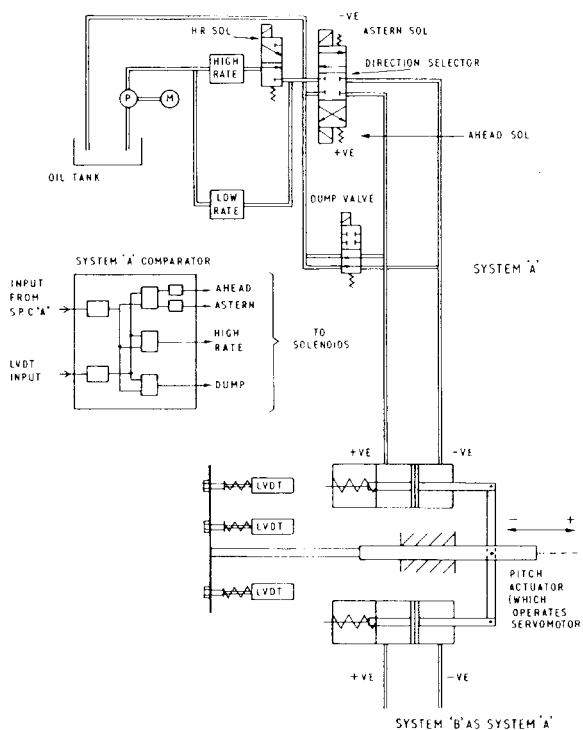 -VE
HR SOL
ASTERN SOL
DIRECTION SELECTOR
HIGH
RATE
P
M
AHEAD SOL
+VE
OIL TANK
LOW
RATE
DUMP VALVE
SYSTEM 'A' COMPARATOR
SYSTEM 'A'
INPUT
FROM
S.P.C 'A'
AHEAD
ASTERN
HIGH
RATE
TO
SOLENOIDS
LVDT
INPUT
DUMP
+VE
-VE
LVDT
- +
LVDT
PITCH
ACTUATOR
(WHICH
OPERATES
SERVOMOTOR
LVDT
+VE
-VE
SYSTEM 'B' AS SYSTEM 'A'